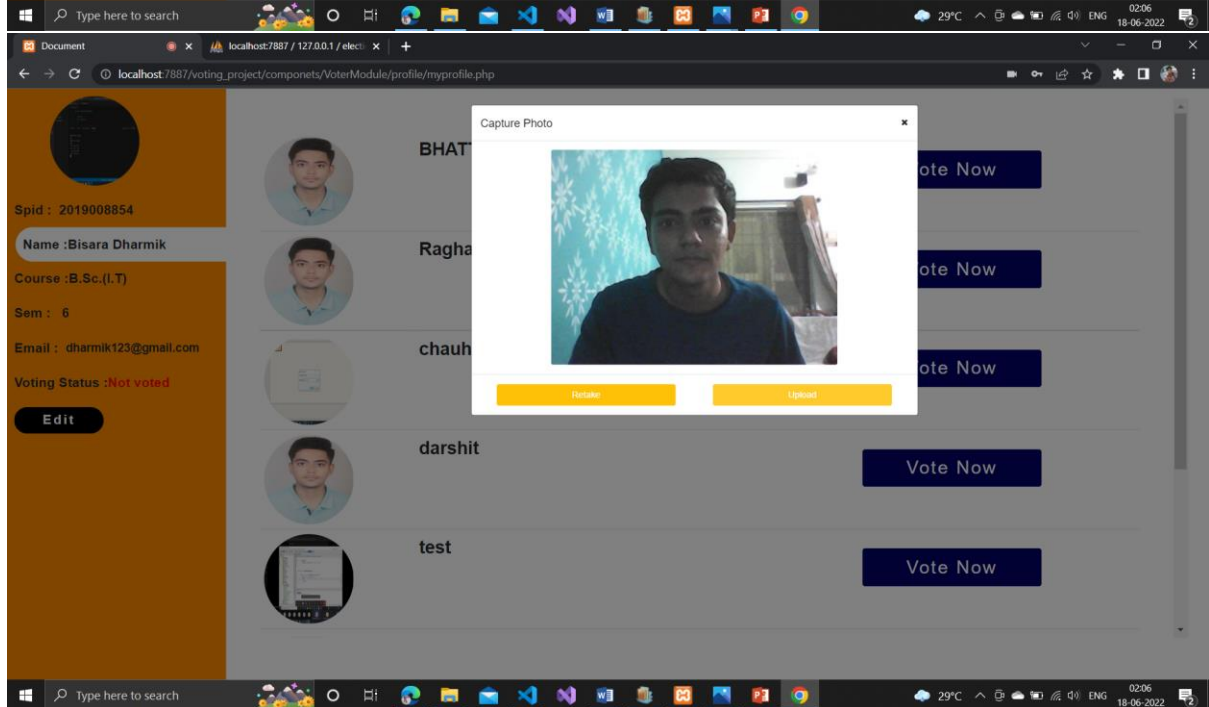 Type here to search
29°C ENG 02:06
18-06-2022
2
Document
localhost:7887 / 127.0.0.1 / electi
localhost:7887/voting_project/componets/VoterModule/profile/myprofile.php
Capture Photo
BHAT
ote Now
Spid : 2019008854
Name :Bisara Dharmik
Ragha
ote Now
Course :B.Sc.(I.T)
Sem : 6
Email : dharmik123@gmail.com
chauh
ote Now
Voting Status :Not voted
Retake
Upload
Edit
darshit
Vote Now
test
Vote Now
Type here to search
29°C ENG 02:06
18-06-2022
2